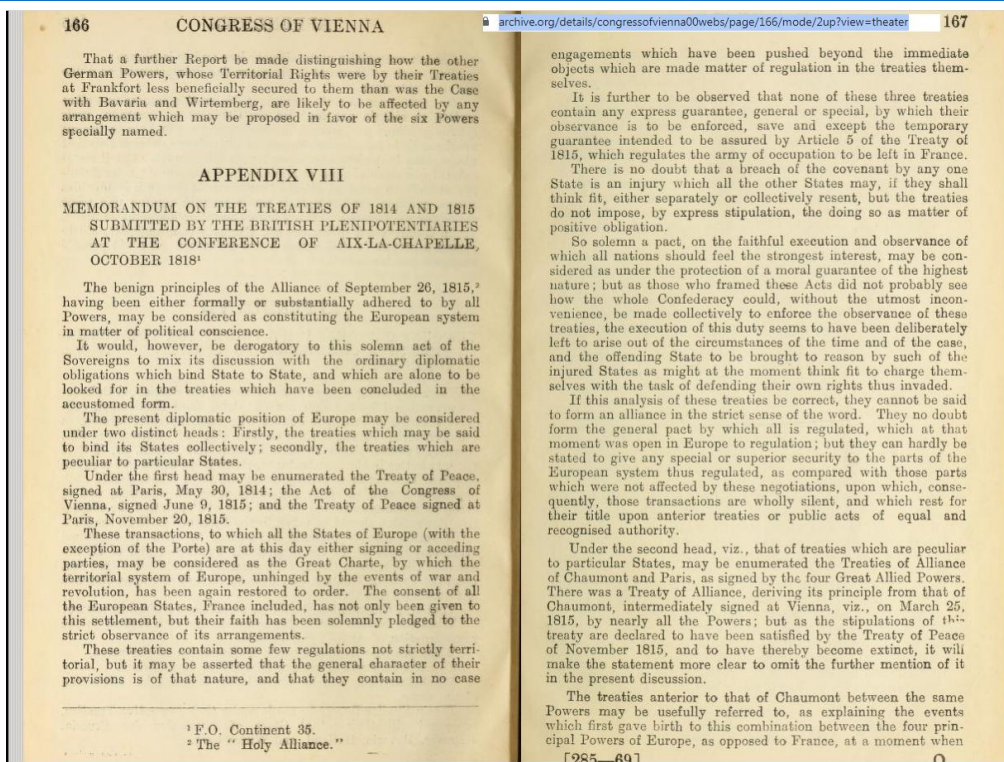 166 CONGRESS OF VIENNA
That a further Report be made distinguishing how the other
German Powers, whose Territorial Rights were by their Treaties
at Frankfort less beneficially secured to them than was the Case
with Bavaria and Wirtemberg, are likely to be affected by any
arrangement which may be proposed in favor of the six Powers
specially named.
APPENDIX VIII
MEMORANDUM ON THE TREATIES OF 1814 AND 1815
SUBMITTED BY THE BRITISH PLENIPOTENTIARIES
AT THE CONFERENCE OF AIX-LA-CHAPELLE,
OCTOBER 1818¹
The benign principles of the Alliance of September 26, 1815,²
having been either formally or substantially adhered to by all
Powers, may be considered as constituting the European system
in matter of political conscience.
It would, however, be derogatory to this solemn act of the
Sovereigns to mix its discussion with the ordinary diplomatic
obligations which bind State to State, and which are alone to be
looked for in the treaties which have been concluded in the
accustomed form.
The present diplomatic position of Europe may be considered
under two distinct heads: Firstly, the treaties which may be said
to bind its States collectively; secondly, the treaties which are
peculiar to particular States.
Under the first head may be enumerated the Treaty of Peace,
signed at Paris, May 30, 1814; the Act of the Congress of
Vienna, signed June 9, 1815; and the Treaty of Peace signed at
Paris, November 20, 1815.
These transactions, to which all the States of Europe (with the
exception of the Porte) are at this day either signing or acceding
parties, may be considered as the Great Charte, by which the
territorial system of Europe, unhinged by the events of war and
revolution, has been again restored to order. The consent of all
the European States, France included, has not only been given to
this settlement, but their faith has been solemnly pledged to the
strict observance of its arrangements.
These treaties contain some few regulations not strictly terri-
torial, but it may be asserted that the general character of their
provisions is of that nature, and that they contain in no case
¹ F.O. Continent 35.
² The "Holy Alliance."
archive.org/details/congressofvienna00webs/page/166/mode/2up?view=theater
167
engagements which have been pushed beyond the immediate
objects which are made matter of regulation in the treaties them-
selves.
It is further to be observed that none of these three treaties
contain any express guarantee, general or special, by which their
observance is to be enforced, save and except the temporary
guarantee intended to be assured by Article 5 of the Treaty of
1815, which regulates the army of occupation to be left in France.
There is no doubt that a breach of the covenant by any one
State is an injury which all the other States may, if they shall
think fit, either separately or collectively resent, but the treaties
do not impose, by express stipulation, the doing so as matter of
positive obligation.
So solemn a pact, on the faithful execution and observance of
which all nations should feel the strongest interest, may be con-
sidered as under the protection of a moral guarantee of the highest
nature; but as those who framed these Acts did not probably see
how the whole Confederacy could, without the utmost incon-
venience, be made collectively to enforce the observance of these
treaties, the execution of this duty seems to have been deliberately
left to arise out of the circumstances of the time and of the case,
and the offending State to be brought to reason by such of the
injured States as might at the moment think fit to charge them-
selves with the task of defending their own rights thus invaded.
If this analysis of these treaties be correct, they cannot be said
to form an alliance in the strict sense of the word. They no doubt
form the general pact by which all is regulated, which at that
moment was open in Europe to regulation; but they can hardly be
stated to give any special or superior security to the parts of the
European system thus regulated, as compared with those parts
which were not affected by these negotiations, upon which, conse-
quently, those transactions are wholly silent, and which rest for
their title upon anterior treaties or public acts of equal and
recognised authority.
Under the second head, viz., that of treaties which are peculiar
to particular States, may be enumerated the Treaties of Alliance
of Chaumont and Paris, as signed by the four Great Allied Powers.
There was a Treaty of Alliance, deriving its principle from that of
Chaumont, intermediately signed at Vienna, viz., on March 25,
1815, by nearly all the Powers; but as the stipulations of this
treaty are declared to have been satisfied by the Treaty of Peace
of November 1815, and to have thereby become extinct, it will
make the statement more clear to omit the further mention of it
in the present discussion.
The treaties anterior to that of Chaumont between the same
Powers may be usefully referred to, as explaining the events
which first gave birth to this combination between the four prin-
cipal Powers of Europe, as opposed to France, at a moment when
[285—69]